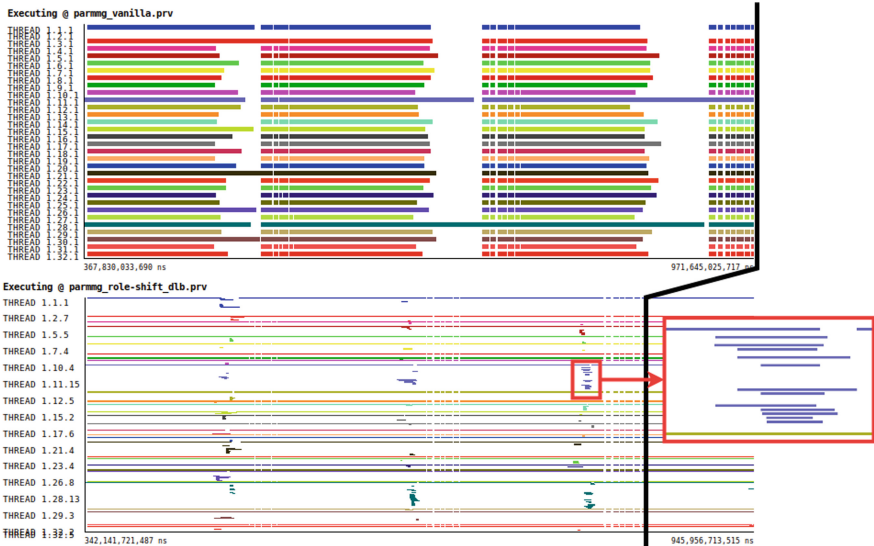 Executing @ parmmg_vanilla.prv
THREAD 1.1.1
THREAD 1.2.1
THREAD 1.3.1
THREAD 1.4.1
THREAD 1.5.1
THREAD 1.6.1
THREAD 1.7.1
THREAD 1.8.1
THREAD 1.9.1
THREAD 1.10.1
THREAD 1.11.1
THREAD 1.12.1
THREAD 1.13.1
THREAD 1.14.1
THREAD 1.15.1
THREAD 1.16.1
THREAD 1.17.1
THREAD 1.18.1
THREAD 1.19.1
THREAD 1.20.1
THREAD 1.21.1
THREAD 1.22.1
THREAD 1.23.1
THREAD 1.24.1
THREAD 1.25.1
THREAD 1.26.1
THREAD 1.27.1
THREAD 1.28.1
THREAD 1.29.1
THREAD 1.30.1
THREAD 1.31.1
THREAD 1.32.1
367,830,033,690 ns
971,645,025,717 ns
Executing @ parmmg_role-shift_dlb.prv
THREAD 1.1.1
THREAD 1.2.7
THREAD 1.5.5
THREAD 1.7.4
THREAD 1.10.4
THREAD 1.11.15
THREAD 1.12.5
THREAD 1.15.2
THREAD 1.17.6
THREAD 1.21.4
THREAD 1.23.4
THREAD 1.26.8
THREAD 1.28.13
THREAD 1.29.3
THREAD 1.32.2
THREAD 1.32.5
342,141,721,487 ns
945,956,713,515 ns